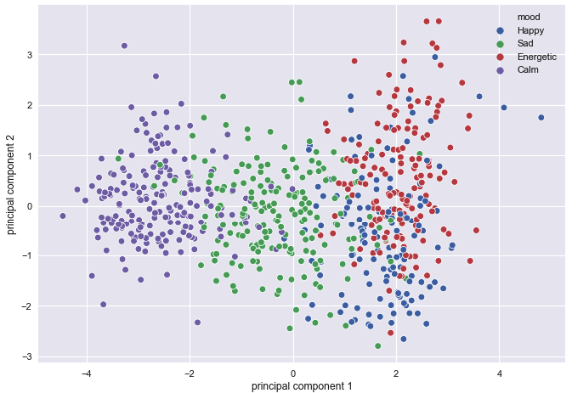 mood
Happy
Sad
Energetic
Calm
3
2
1
0
−1
−2
−3
principal component 2
−4
−2
0
2
4
principal component 1